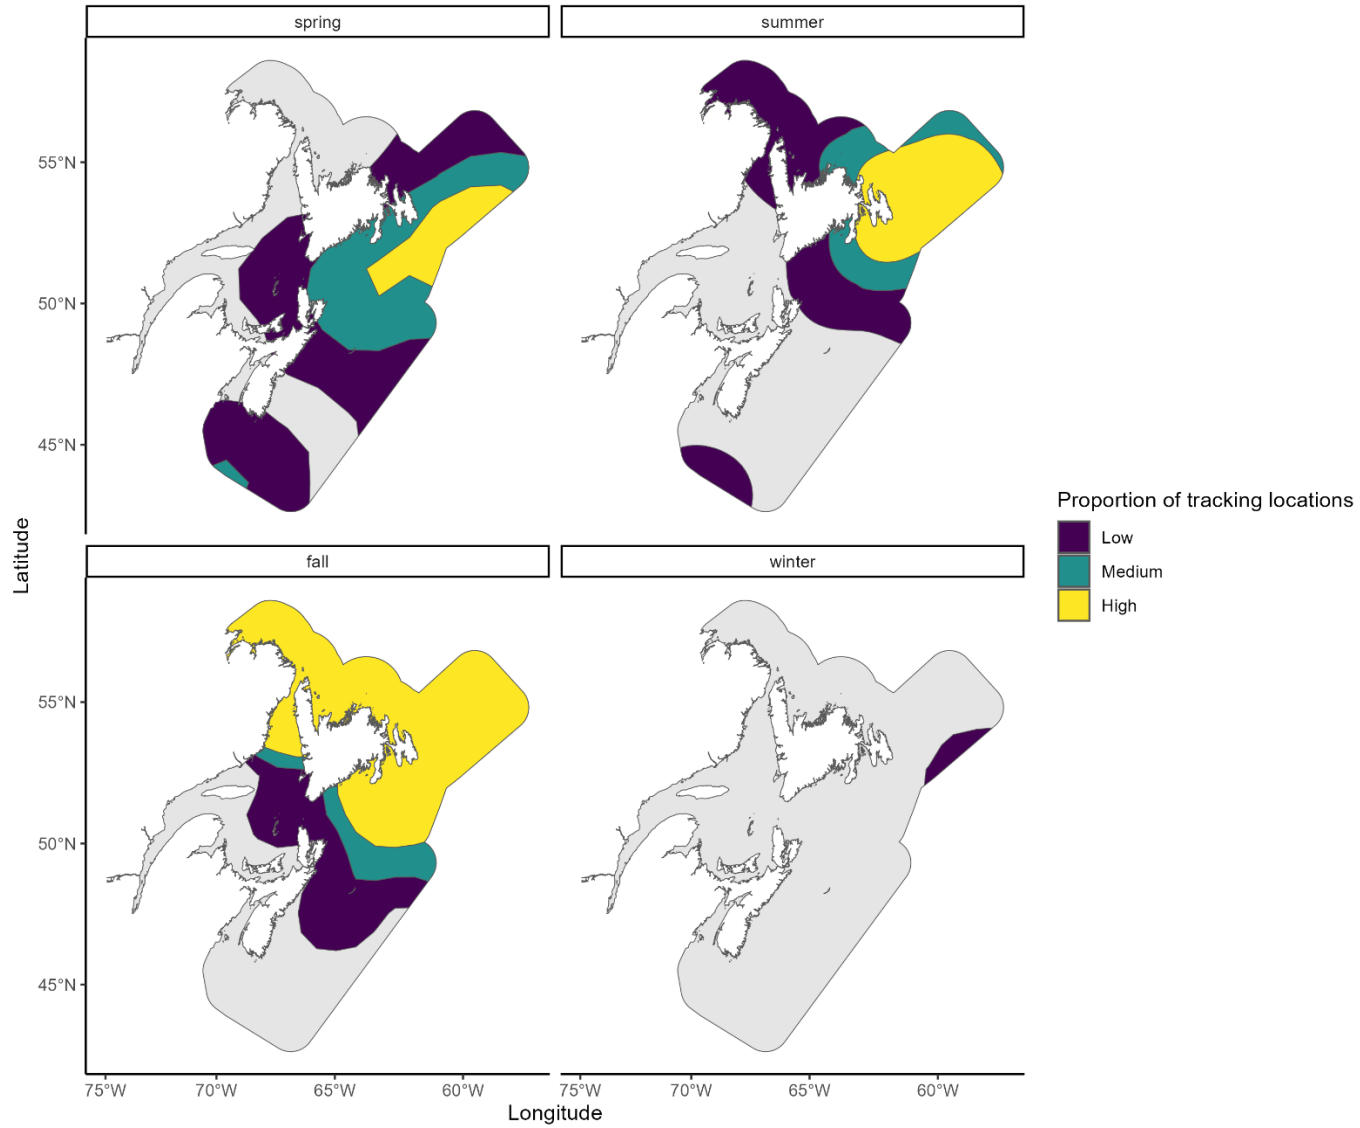 spring
summer
55°N
50°N
45°N
Latitude
fall
winter
55°N
50°N
45°N
75°W
70°W
65°W
60°W
75°W
70°W
65°W
60°W
Longitude
Proportion of tracking locations
Low
Medium
High